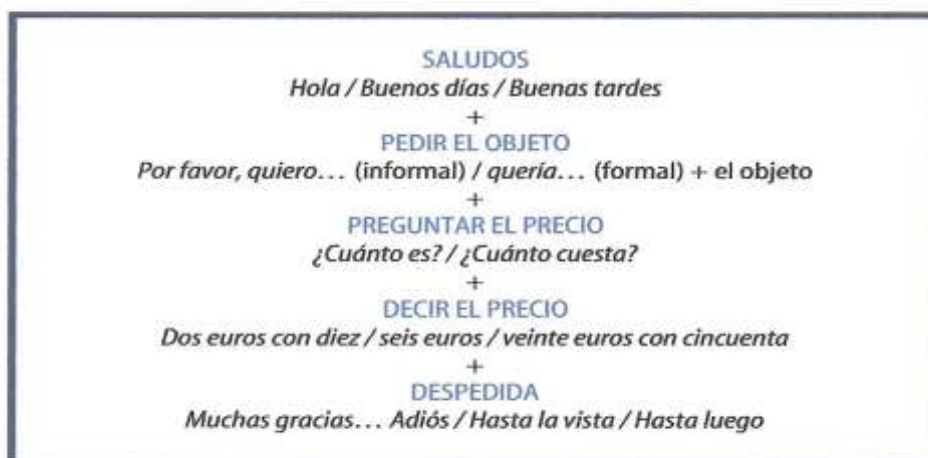 SALUDOS
Hola / Buenos días / Buenas tardes
+
PEDIR EL OBJETO
Por favor, quiero... (informal) / quería... (formal) + el objeto
+
PREGUNTAR EL PRECIO
¿Cuánto es? / ¿Cuánto cuesta?
+
DECIR EL PRECIO
Dos euros con diez / seis euros / veinte euros con cincuenta
+
DESPEDIDA
Muchas gracias... Adiós / Hasta la vista / Hasta luego